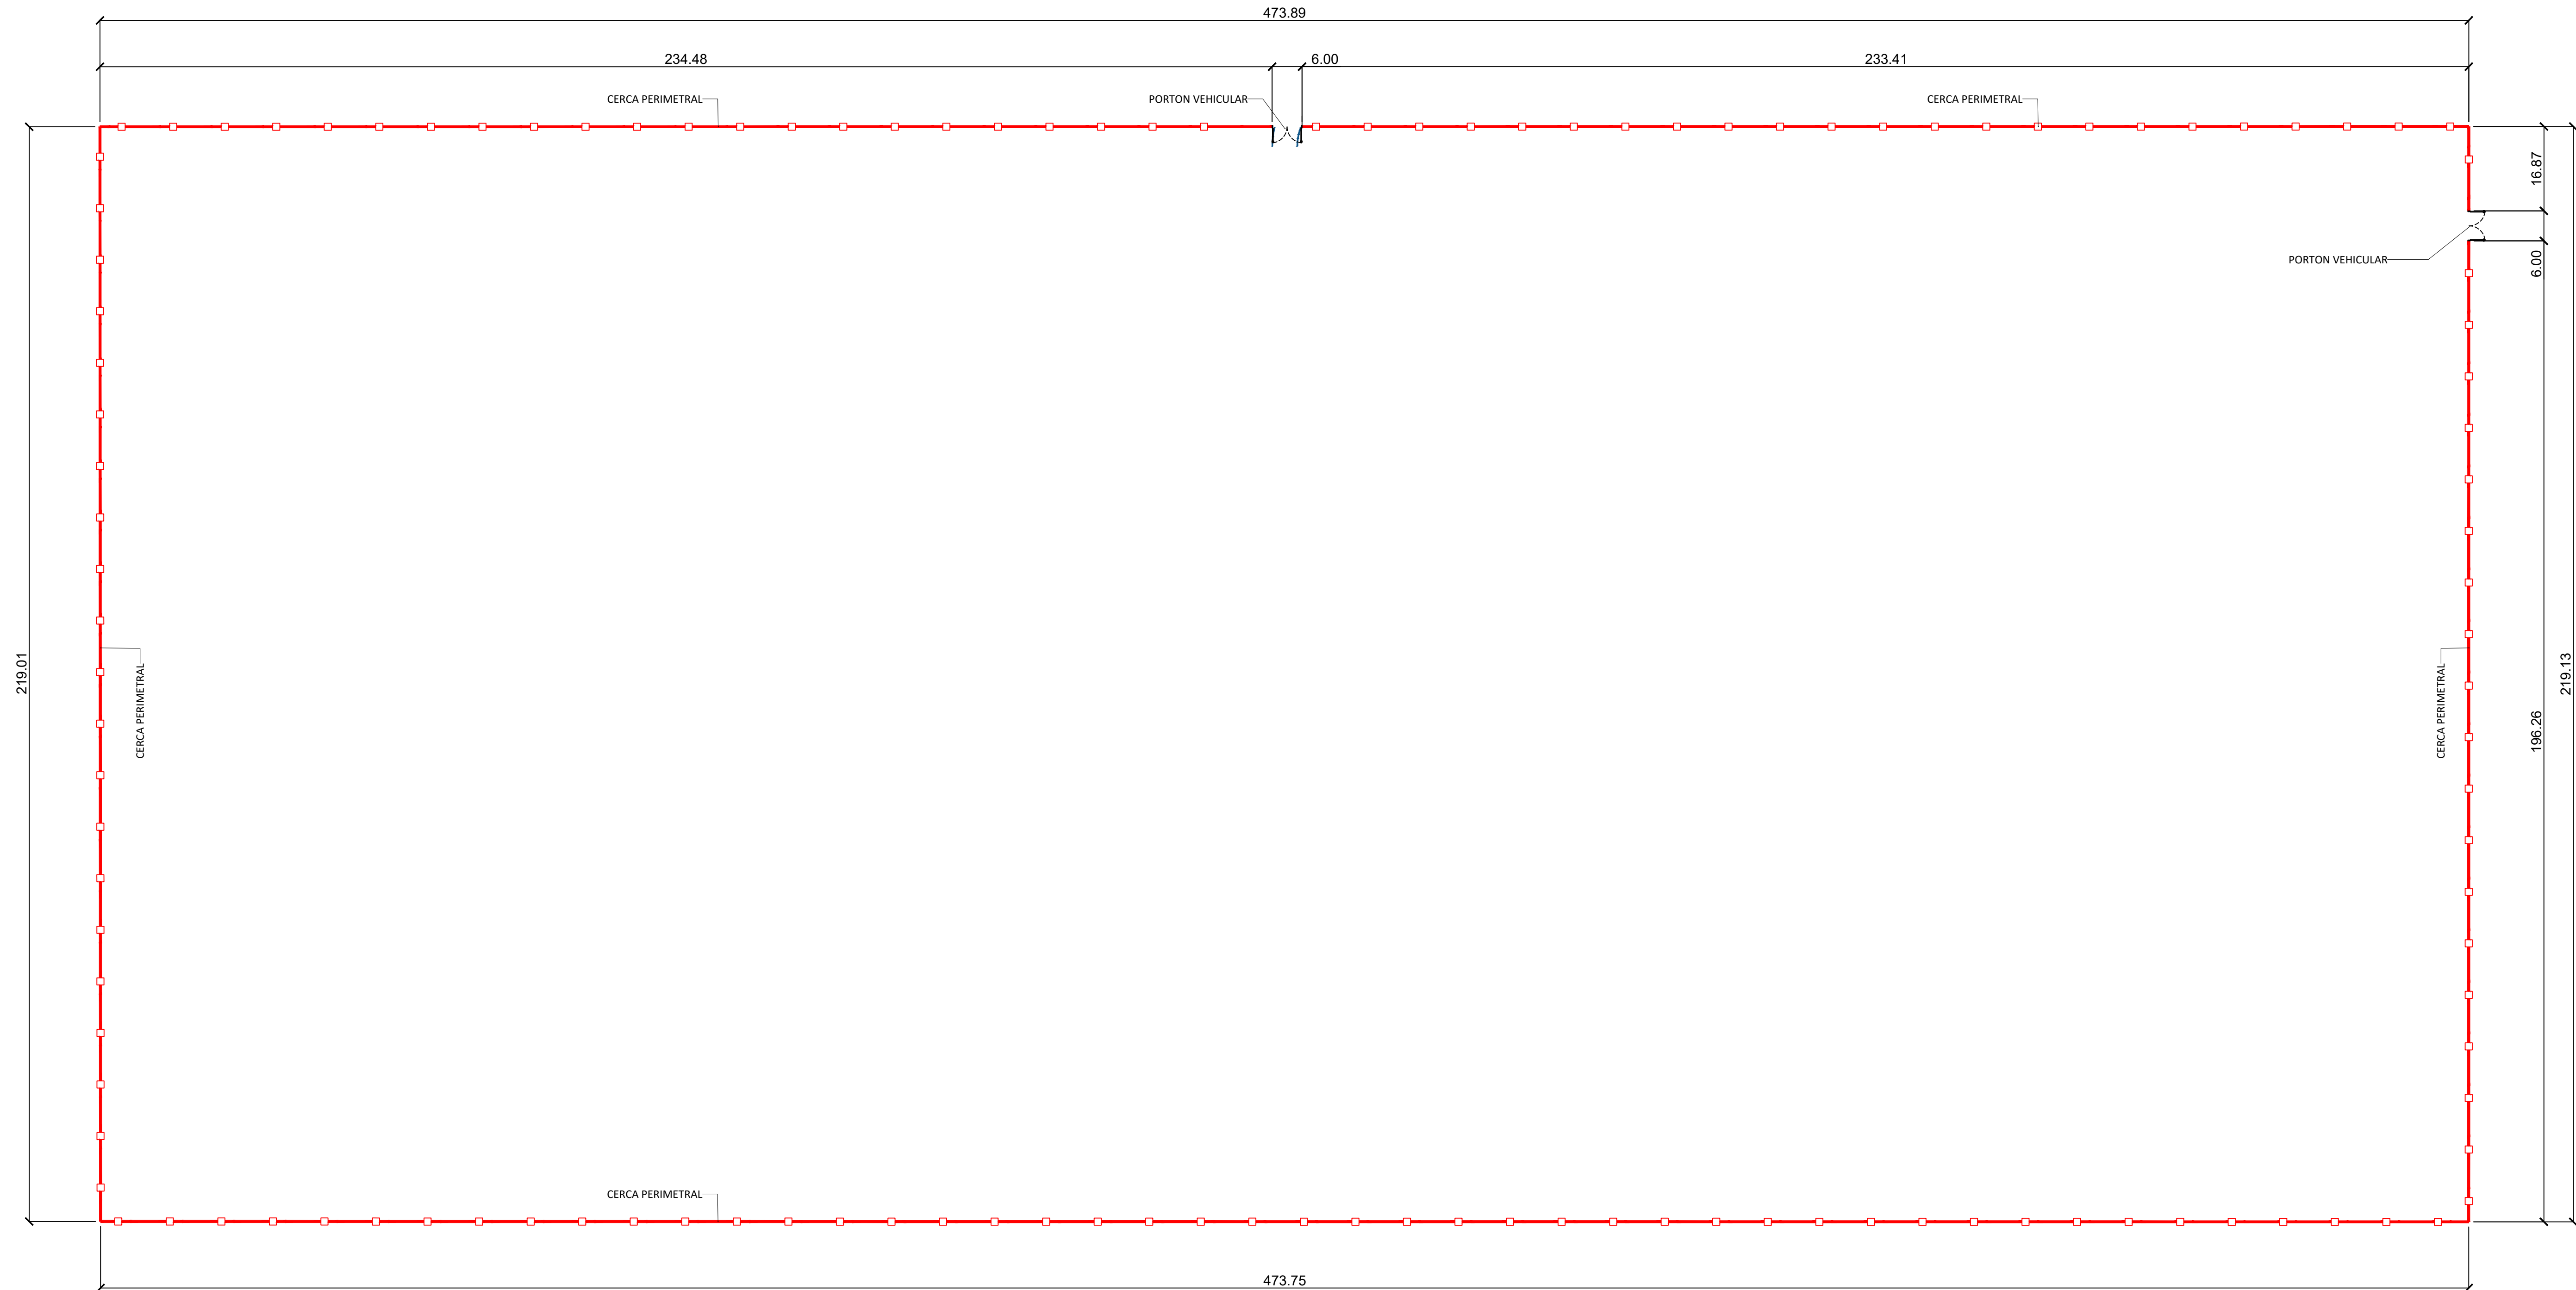 473.89
234.48
6.00
233.41
CERCA PERIMETRAL
PORTON VEHICULAR
CERCA PERIMETRAL
16.87
PORTON VEHICULAR
6.00
219.01
CERCA PERIMETRAL
CERCA PERIMETRAL
196.26
219.13
CERCA PERIMETRAL
473.75